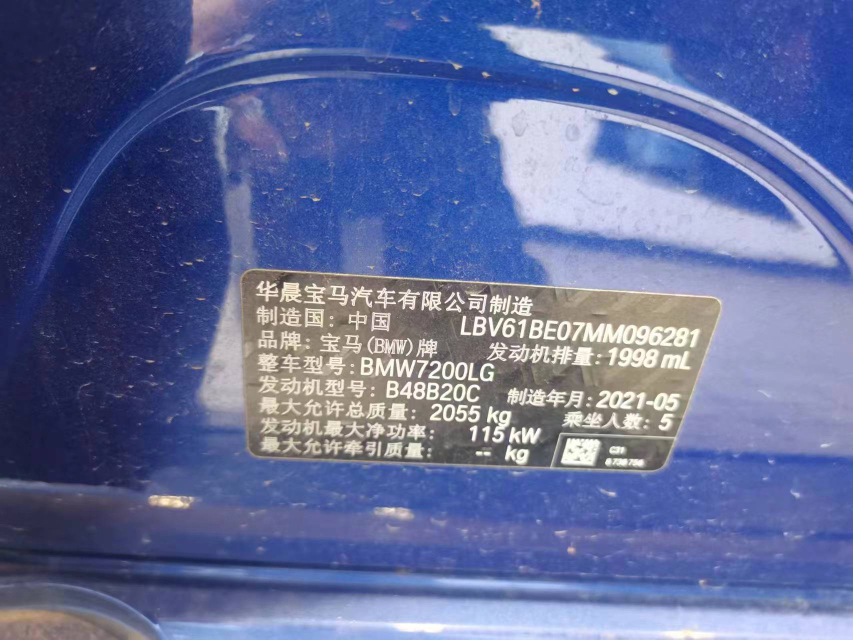 华晨宝马汽车有限公司制造
制造国: 中国 LBV61BE07MM096281
品牌: 宝马(BMW)牌 发动机排量: 1998 mL
整车型号: BMW7200LG
发动机型号: B48B20C 制造年月: 2021-05
最大允许总质量: 2055 kg 乘坐人数: 5
发动机最大净功率: 115 kW
最大允许牵引质量: -- kg